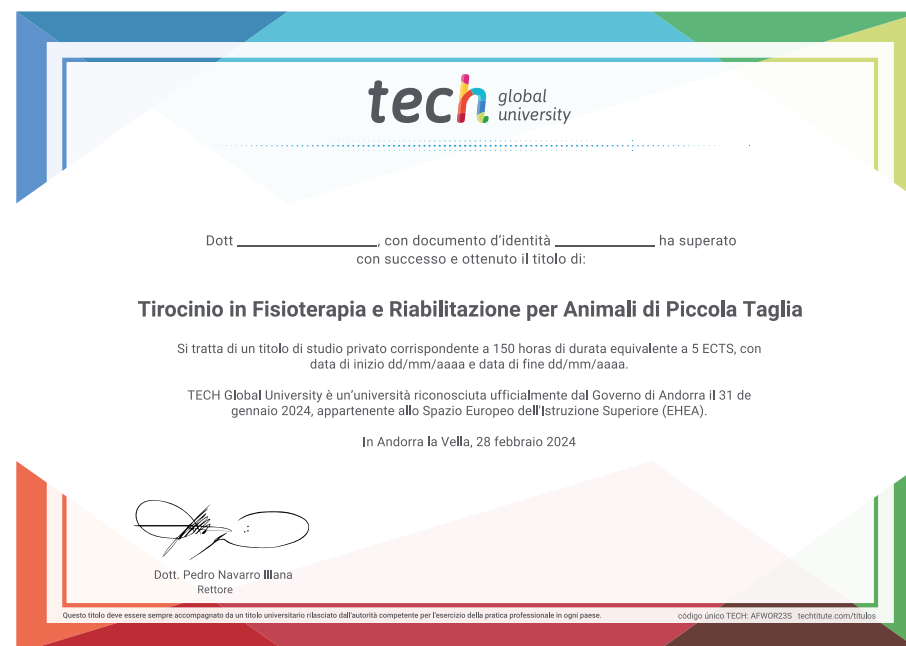 tech global
university
Dott ____________, con documento d'identità ____________ ha superato
con successo e ottenuto il titolo di:
Tirocinio in Fisioterapia e Riabilitazione per Animali di Piccola Taglia
Si tratta di un titolo di studio privato corrispondente a 150 horas di durata equivalente a 5 ECTS, con
data di inizio dd/mm/aaaa e data di fine dd/mm/aaaa.
TECH Global University è un'università riconosciuta ufficialmente dal Governo di Andorra il 31 de
gennaio 2024, appartenente allo Spazio Europeo dell'Istruzione Superiore (EHEA).
In Andorra la Vella, 28 febbraio 2024
Dott. Pedro Navarro Illana
Rettore
Questo titolo deve essere sempre accompagnato da un titolo universitario rilasciato dall'autorità competente per l'esercizio della pratica professionale in ogni paese.
código único TECH: AFWOR23S techtitute.com/titulos